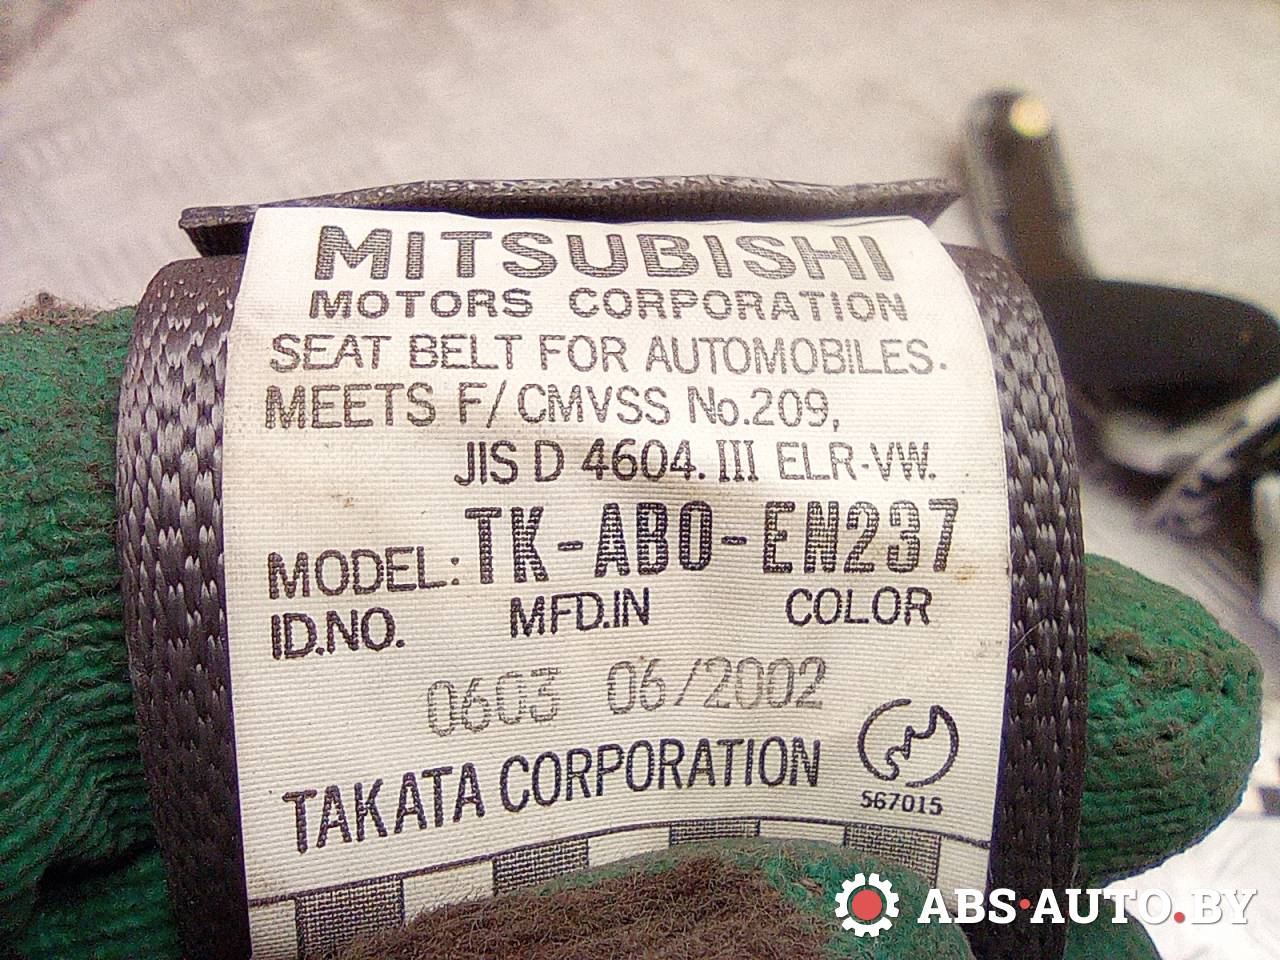 MITSUBISHI
MOTORS CORPORATION
SEAT BELT FOR AUTOMOBILES.
MEETS F/CMVSS No.209,
JIS D 4604. III ELR-VW.
MODEL: TK-AB0-EN237
ID.NO. MFD.IN COLOR
0603 06/2002
TAKATA CORPORATION
567015
ABS·AUTO.BY